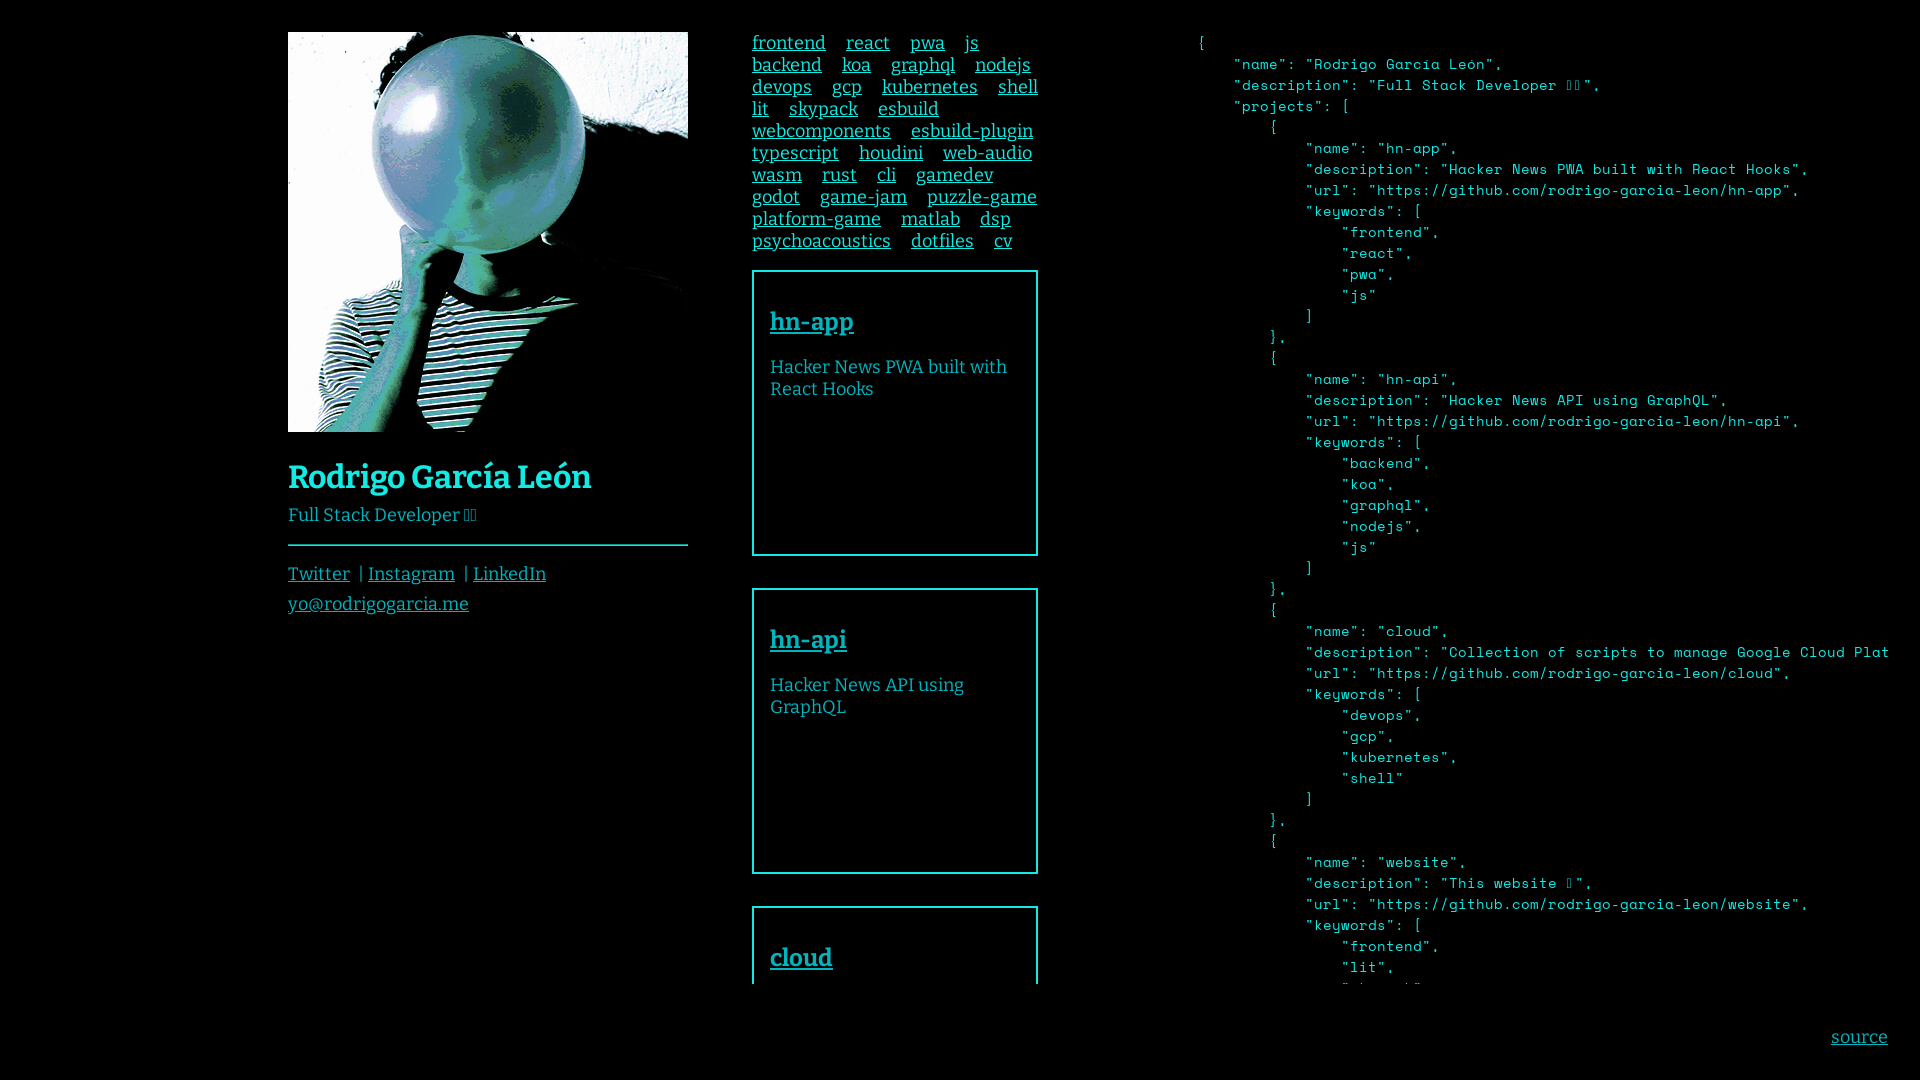 Rodrigo García León
Full Stack Developer
Twitter | Instagram | LinkedIn
yo@rodrigogarcia.me
frontend react pwa js
backend koa graphql nodejs
devops gcp kubernetes shell
lit skypack esbuild
webcomponents esbuild-plugin
typescript houdini web-audio
wasm rust cli gamedev
godot game-jam puzzle-game
platform-game matlab dsp
psychoacoustics dotfiles cv
hn-app
Hacker News PWA built with
React Hooks
hn-api
Hacker News API using
GraphQL
cloud
{
"name": "Rodrigo García León",
"description": "Full Stack Developer ",
"projects": [
{
"name": "hn-app",
"description": "Hacker News PWA built with React Hooks",
"url": "https://github.com/rodrigo-garcia-leon/hn-app",
"keywords": [
"frontend",
"react",
"pwa",
"js"
]
},
{
"name": "hn-api",
"description": "Hacker News API using GraphQL",
"url": "https://github.com/rodrigo-garcia-leon/hn-api",
"keywords": [
"backend",
"koa",
"graphql",
"nodejs",
"js"
]
},
{
"name": "cloud",
"description": "Collection of scripts to manage Google Cloud Plat
"url": "https://github.com/rodrigo-garcia-leon/cloud",
"keywords": [
"devops",
"gcp",
"kubernetes",
"shell"
]
},
{
"name": "website",
"description": "This website ",
"url": "https://github.com/rodrigo-garcia-leon/website",
"keywords": [
"frontend",
"lit",
source